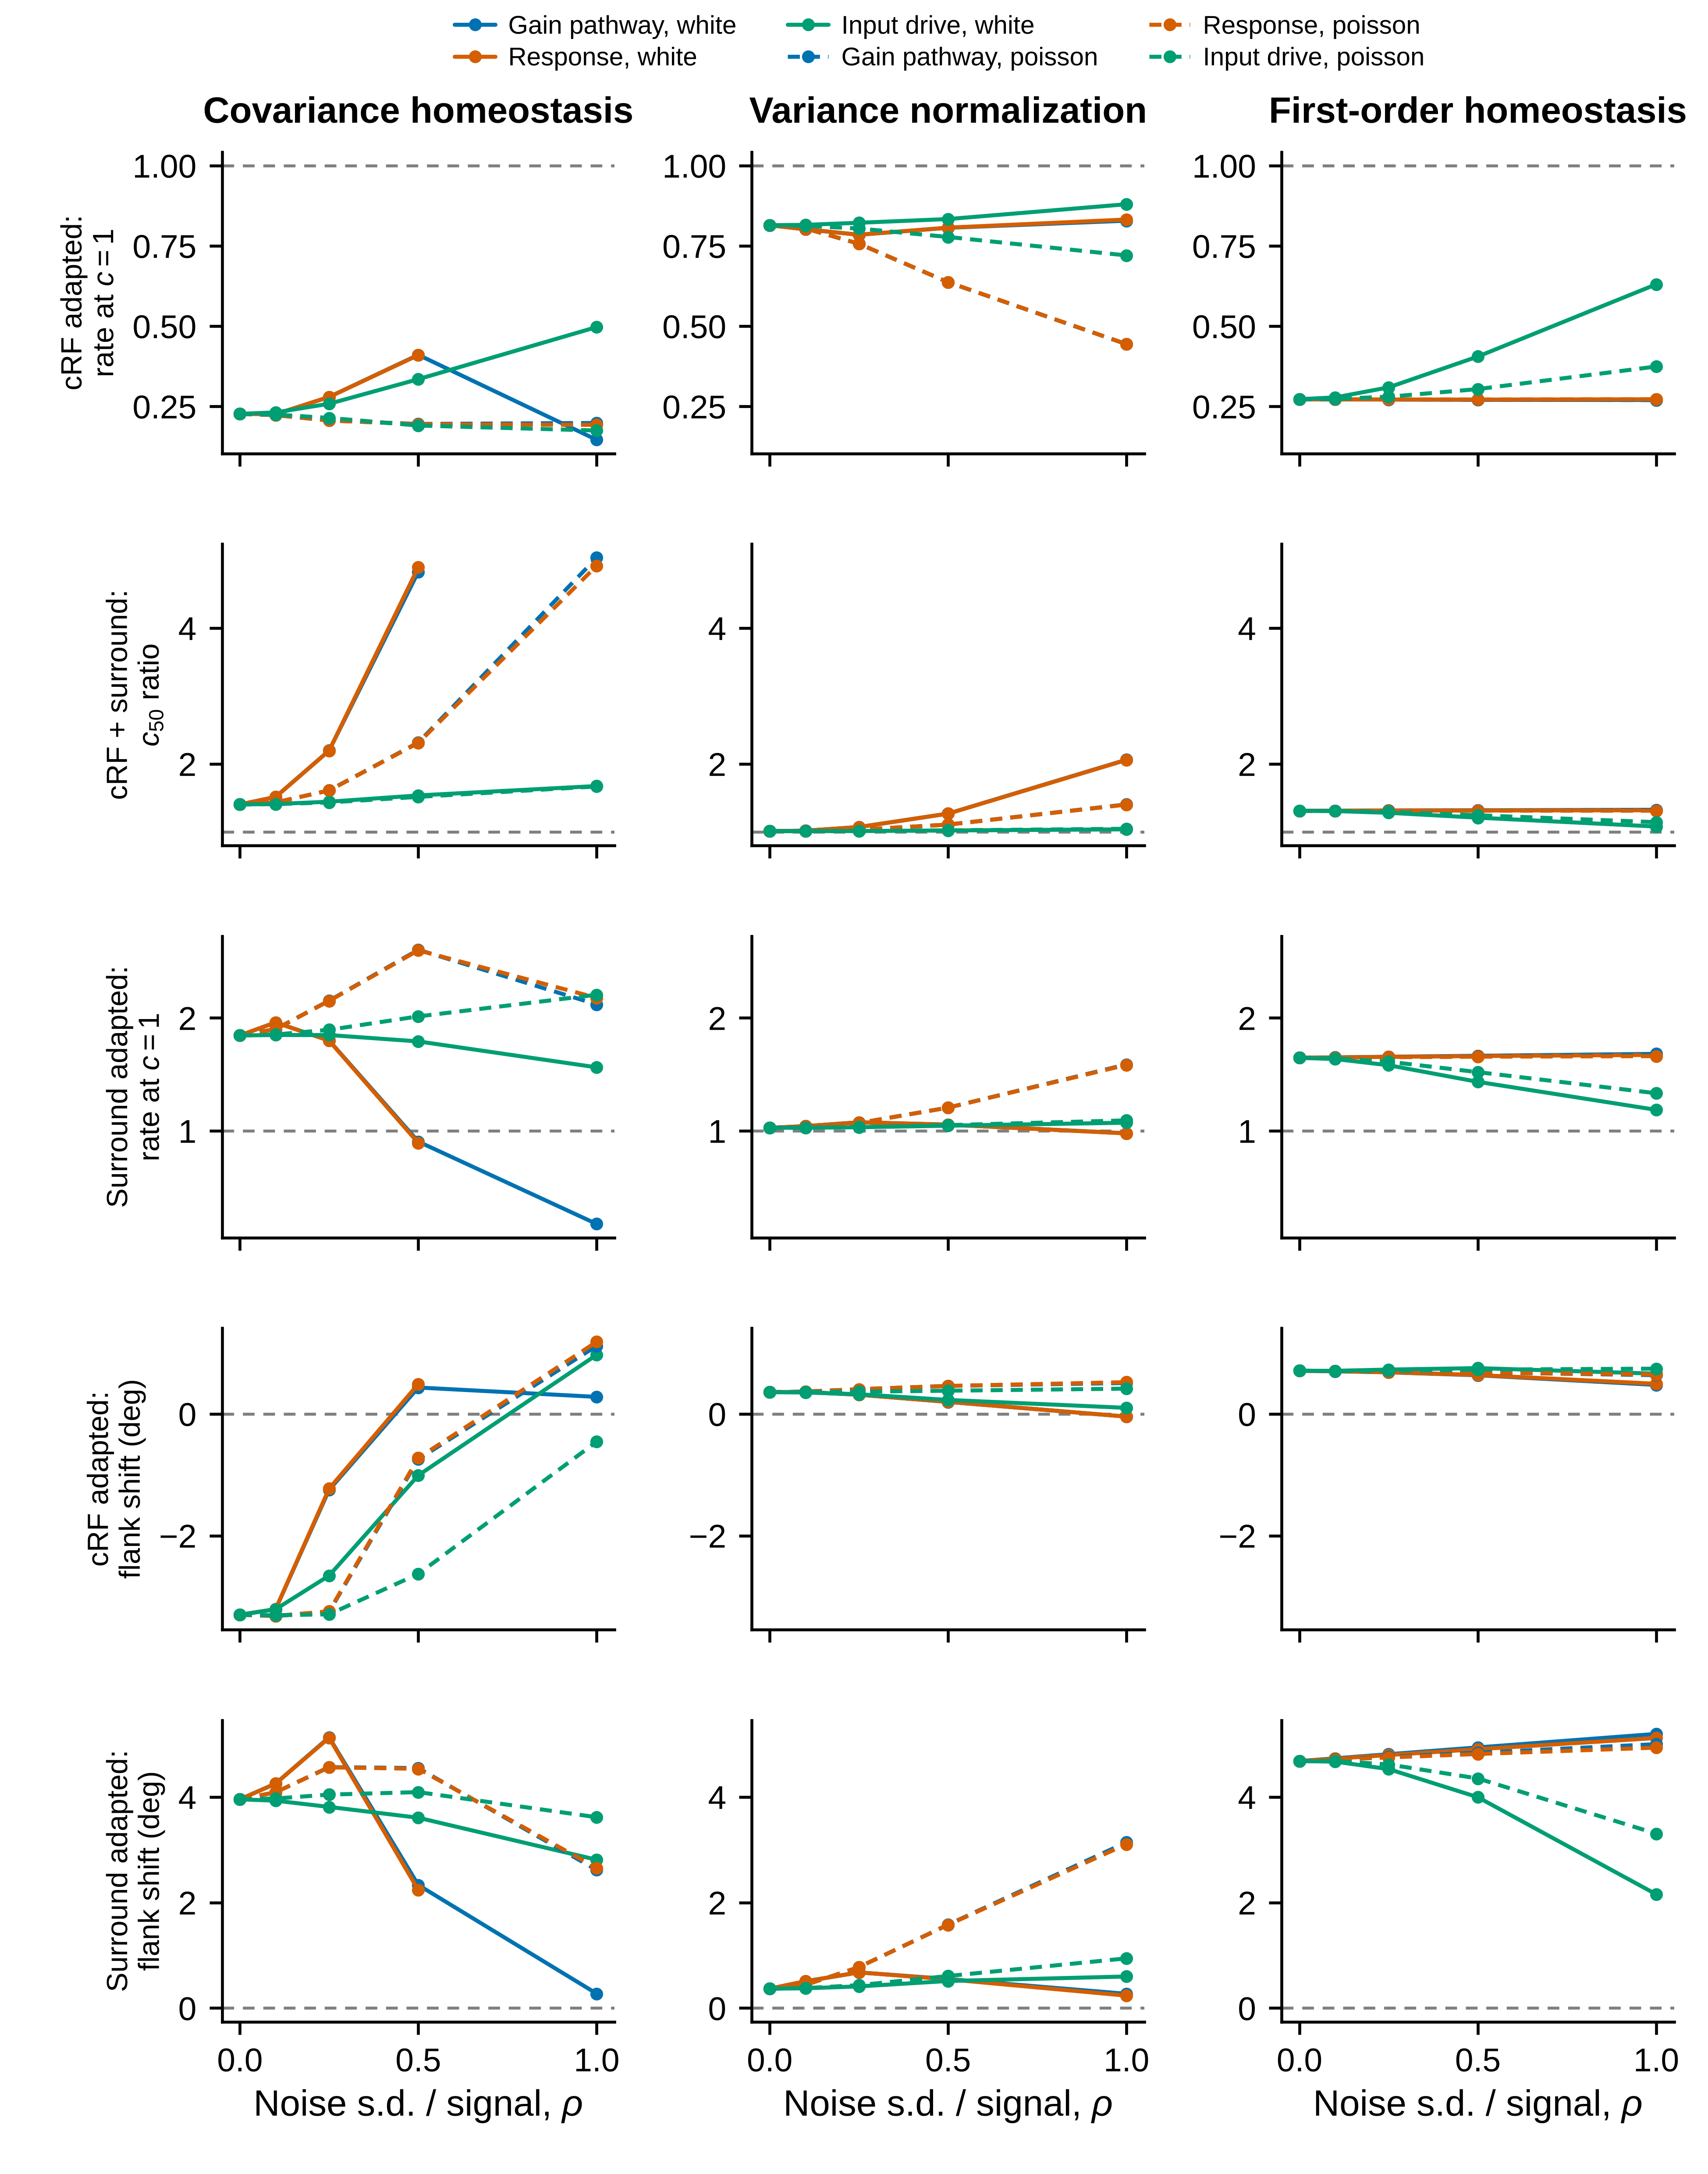 Gain pathway, white
Response, white
Input drive, white
Gain pathway, poisson
Response, poisson
Input drive, poisson
Covariance homeostasis
Variance normalization
First-order homeostasis
cRF adapted:
rate at c = 1
1.00
0.75
0.50
0.25
1.00
0.75
0.50
0.25
1.00
0.75
0.50
0.25
cRF + surround:
c50 ratio
4
2
4
2
4
2
Surround adapted:
rate at c = 1
2
1
2
1
2
1
cRF adapted:
flank shift (deg)
0
−2
0
−2
0
−2
Surround adapted:
flank shift (deg)
4
2
0
4
2
0
4
2
0
0.0 0.5 1.0
0.0 0.5 1.0
0.0 0.5 1.0
Noise s.d. / signal, ρ
Noise s.d. / signal, ρ
Noise s.d. / signal, ρ